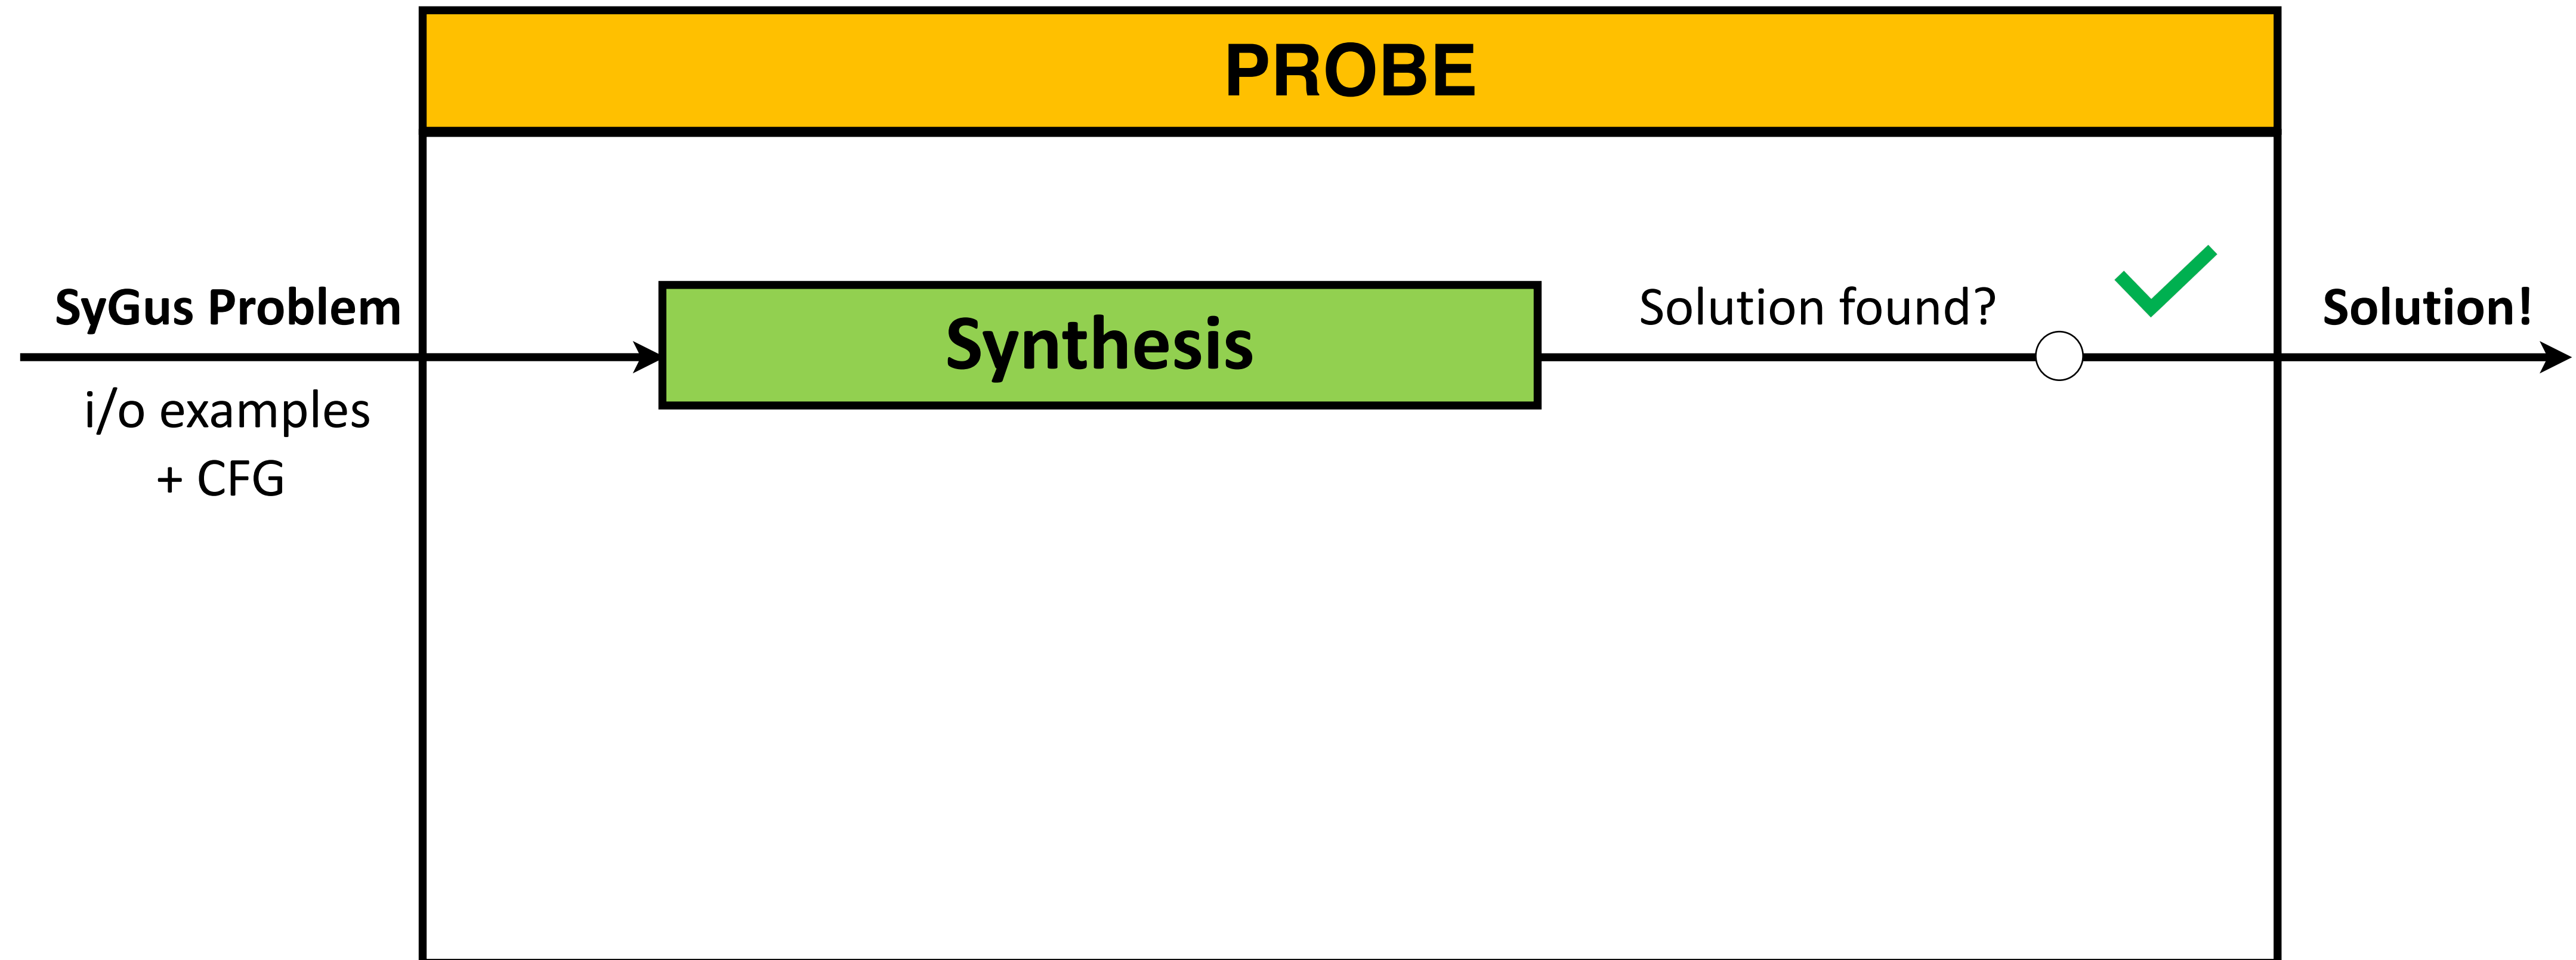 PROBE
SyGus Problem
i/o examples
+ CFG
Synthesis
Solution found?
Solution!